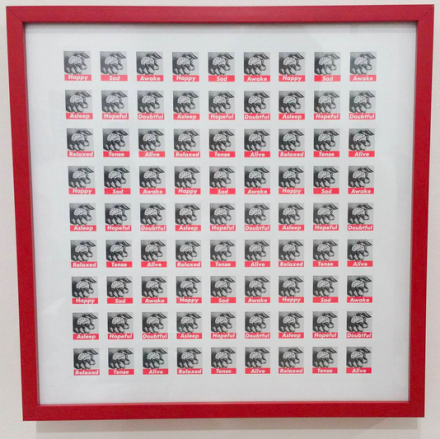 Happy Sad Awake Happy Sad Awake Happy Sad Awake
Asleep Hopeful Doubtful Asleep Hopeful Doubtful Asleep Hopeful Doubtful
Relaxed Tense Alive Relaxed Tense Alive Relaxed Tense Alive
Happy Sad Awake Happy Sad Awake Happy Sad Awake
Asleep Hopeful Doubtful Asleep Hopeful Doubtful Asleep Hopeful Doubtful
Relaxed Tense Alive Relaxed Tense Alive Relaxed Tense Alive
Happy Sad Awake Happy Sad Awake Happy Sad Awake
Asleep Hopeful Doubtful Asleep Hopeful Doubtful Asleep Hopeful Doubtful
Relaxed Tense Alive Relaxed Tense Alive Relaxed Tense Alive